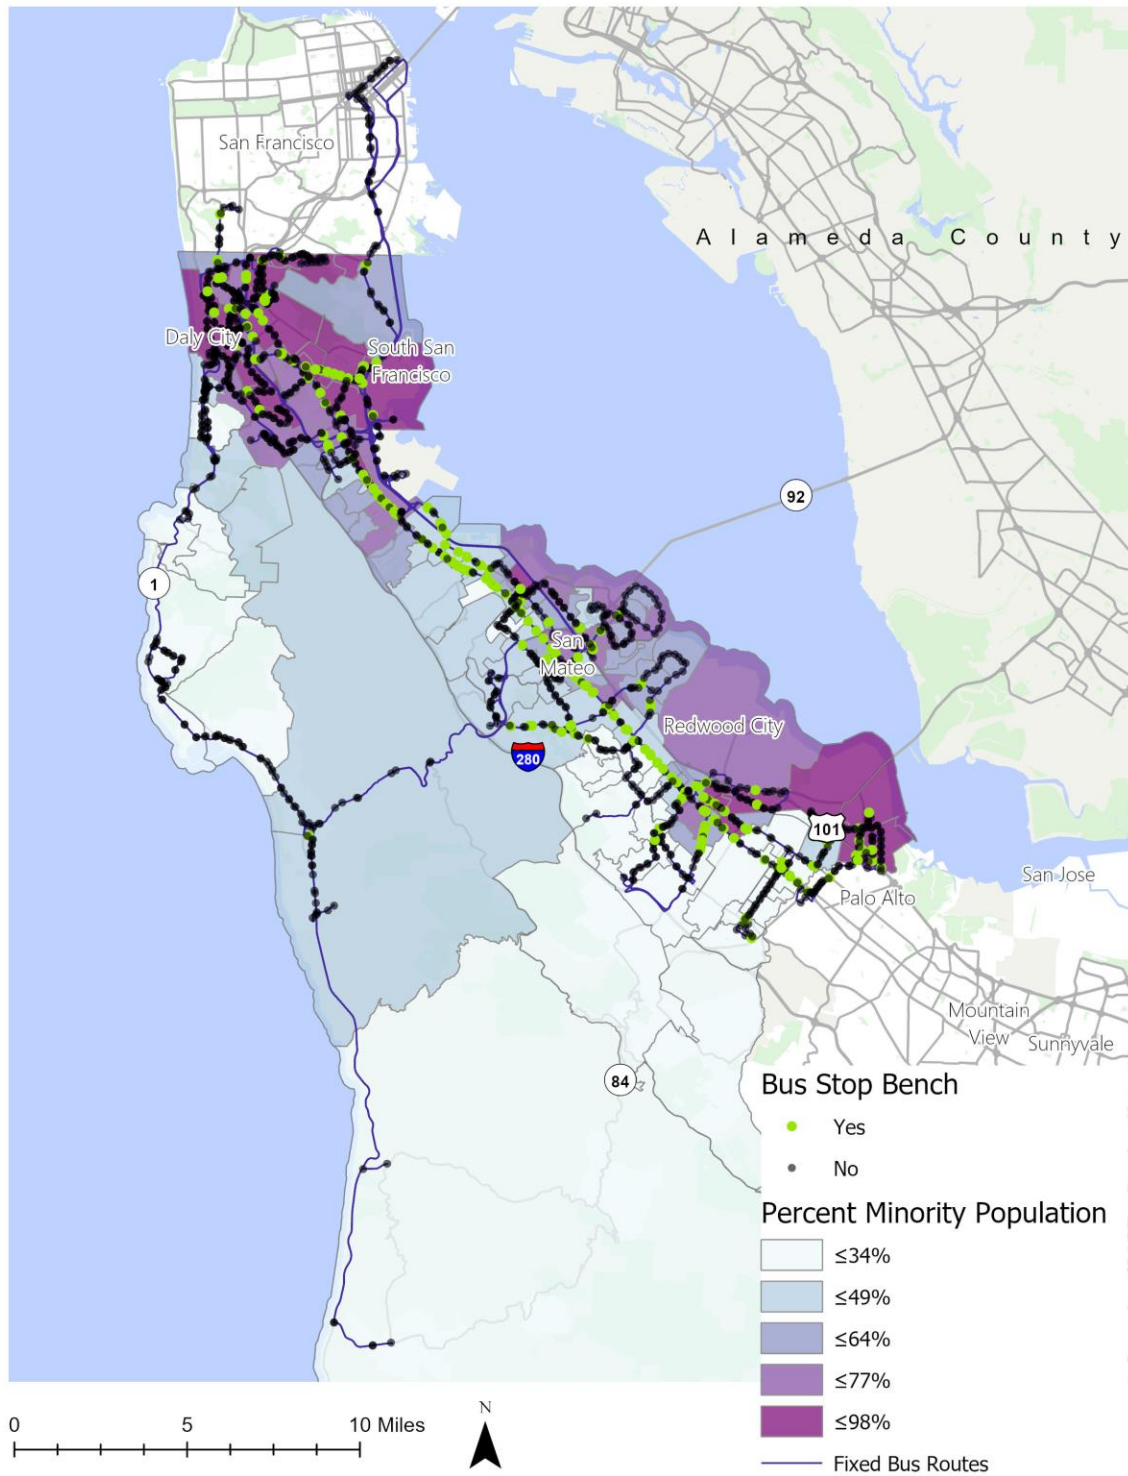 San Francisco
Alameda County
Daly City
South San
Francisco
92
1
San
Mateo
Redwood City
280
101
San Jose
Palo Alto
Mountain
View
Sunnyvale
84
Bus Stop Bench
Yes
No
Percent Minority Population
≤34%
≤49%
≤64%
≤77%
≤98%
Fixed Bus Routes
0 5 10 Miles
N